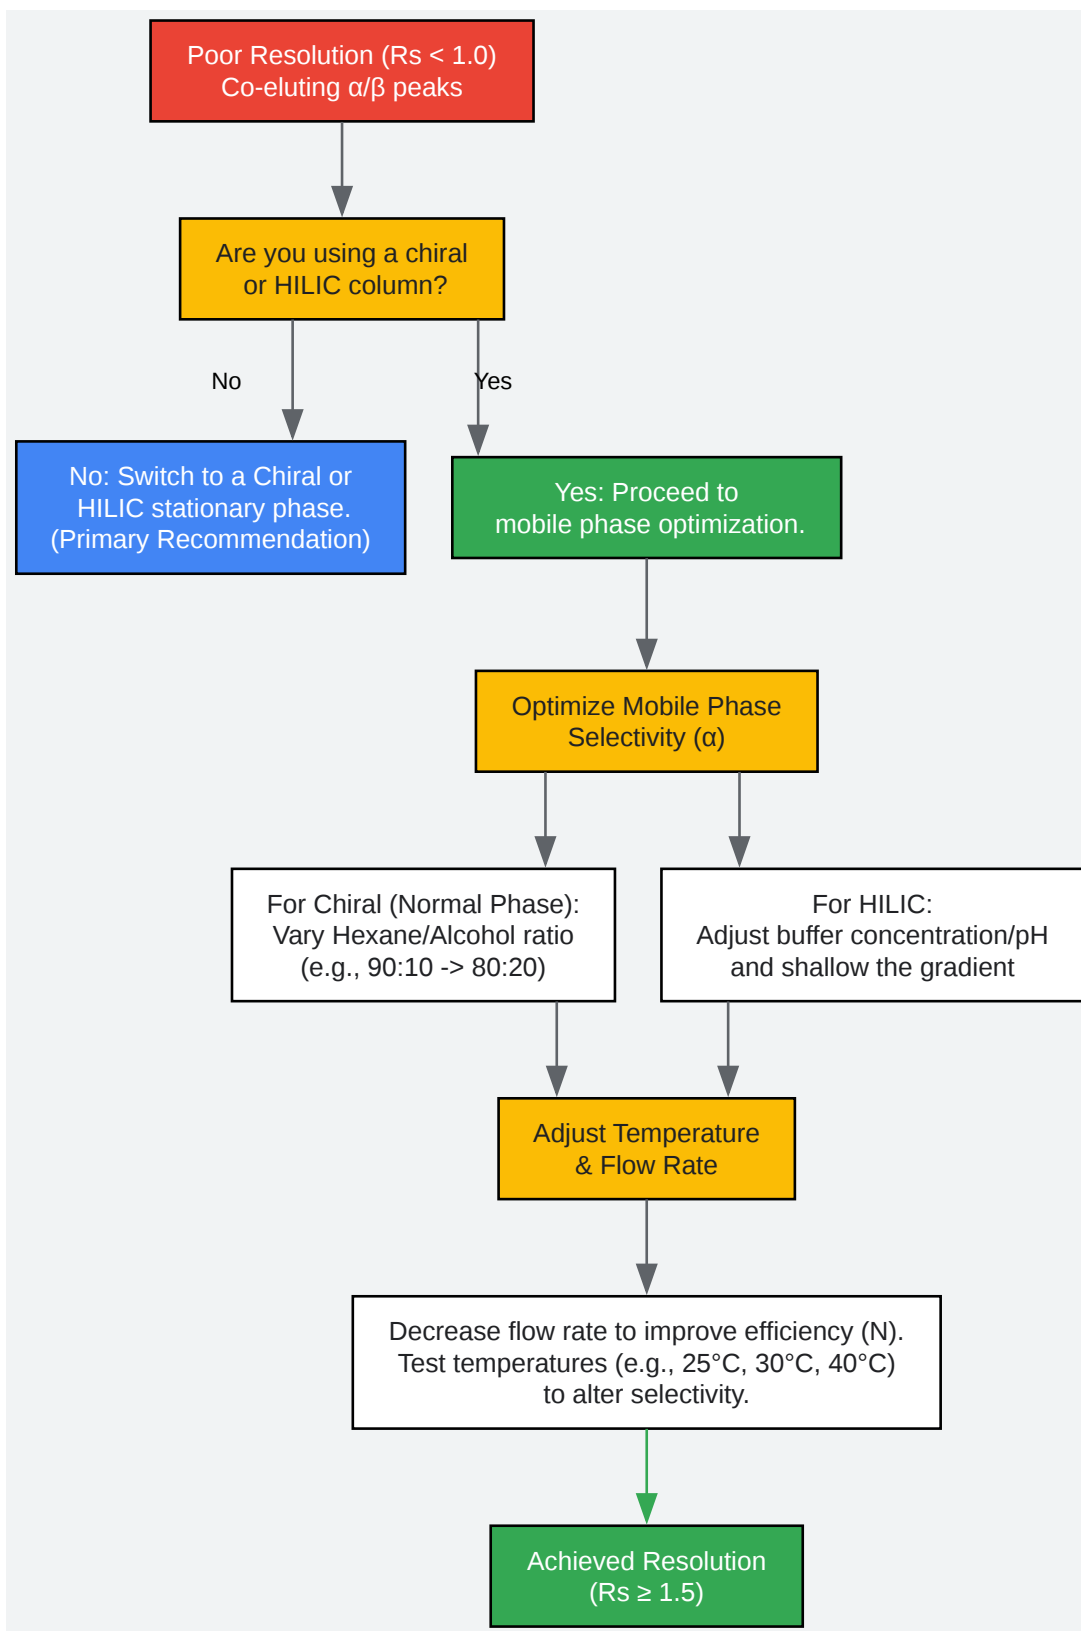 Poor Resolution (Rs < 1.0)
Co-eluting α/β peaks
Are you using a chiral
or HILIC column?
No
Yes
No: Switch to a Chiral or
HILIC stationary phase.
(Primary Recommendation)
Yes: Proceed to
mobile phase optimization.
Optimize Mobile Phase
Selectivity (α)
For Chiral (Normal Phase):
Vary Hexane/Alcohol ratio
(e.g., 90:10 -> 80:20)
For HILIC:
Adjust buffer concentration/pH
and shallow the gradient
Adjust Temperature
& Flow Rate
Decrease flow rate to improve efficiency (N).
Test temperatures (e.g., 25°C, 30°C, 40°C)
to alter selectivity.
Achieved Resolution
(Rs ≥ 1.5)